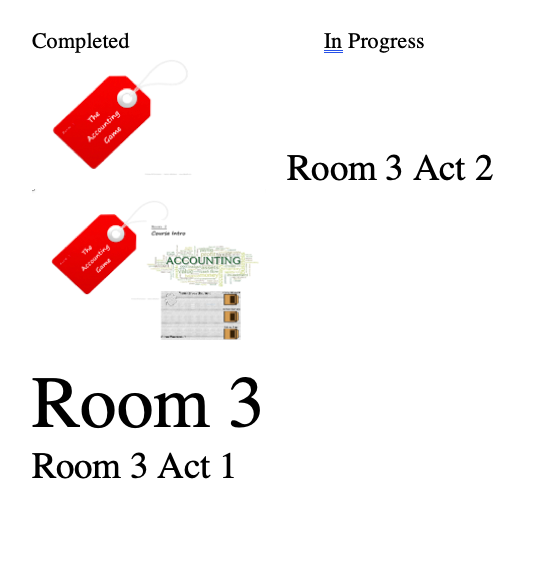 Completed
In Progress
The
Accounting
Game
Room 3 Act 2
The
Accounting
Game
Course Intro
ACCOUNTING
Room 3
Room 3 Act 1